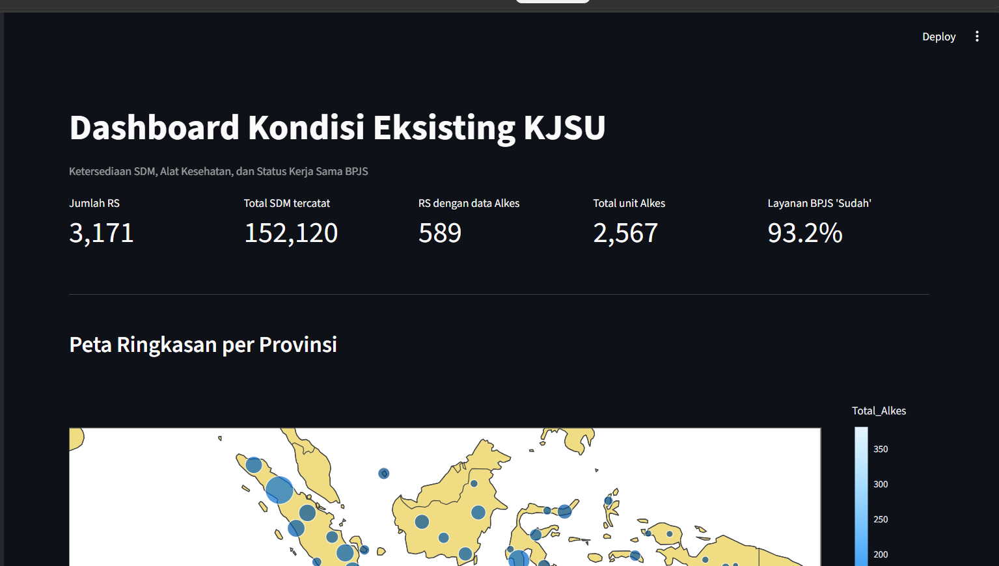 Deploy
Dashboard Kondisi Eksisting KJSU
Ketersediaan SDM, Alat Kesehatan, dan Status Kerja Sama BPJS
Jumlah RS
3,171
Total SDM tercatat
152,120
RS dengan data Alkes
589
Total unit Alkes
2,567
Layanan BPJS 'Sudah'
93.2%
Peta Ringkasan per Provinsi
Total_Alkes
350
300
250
200